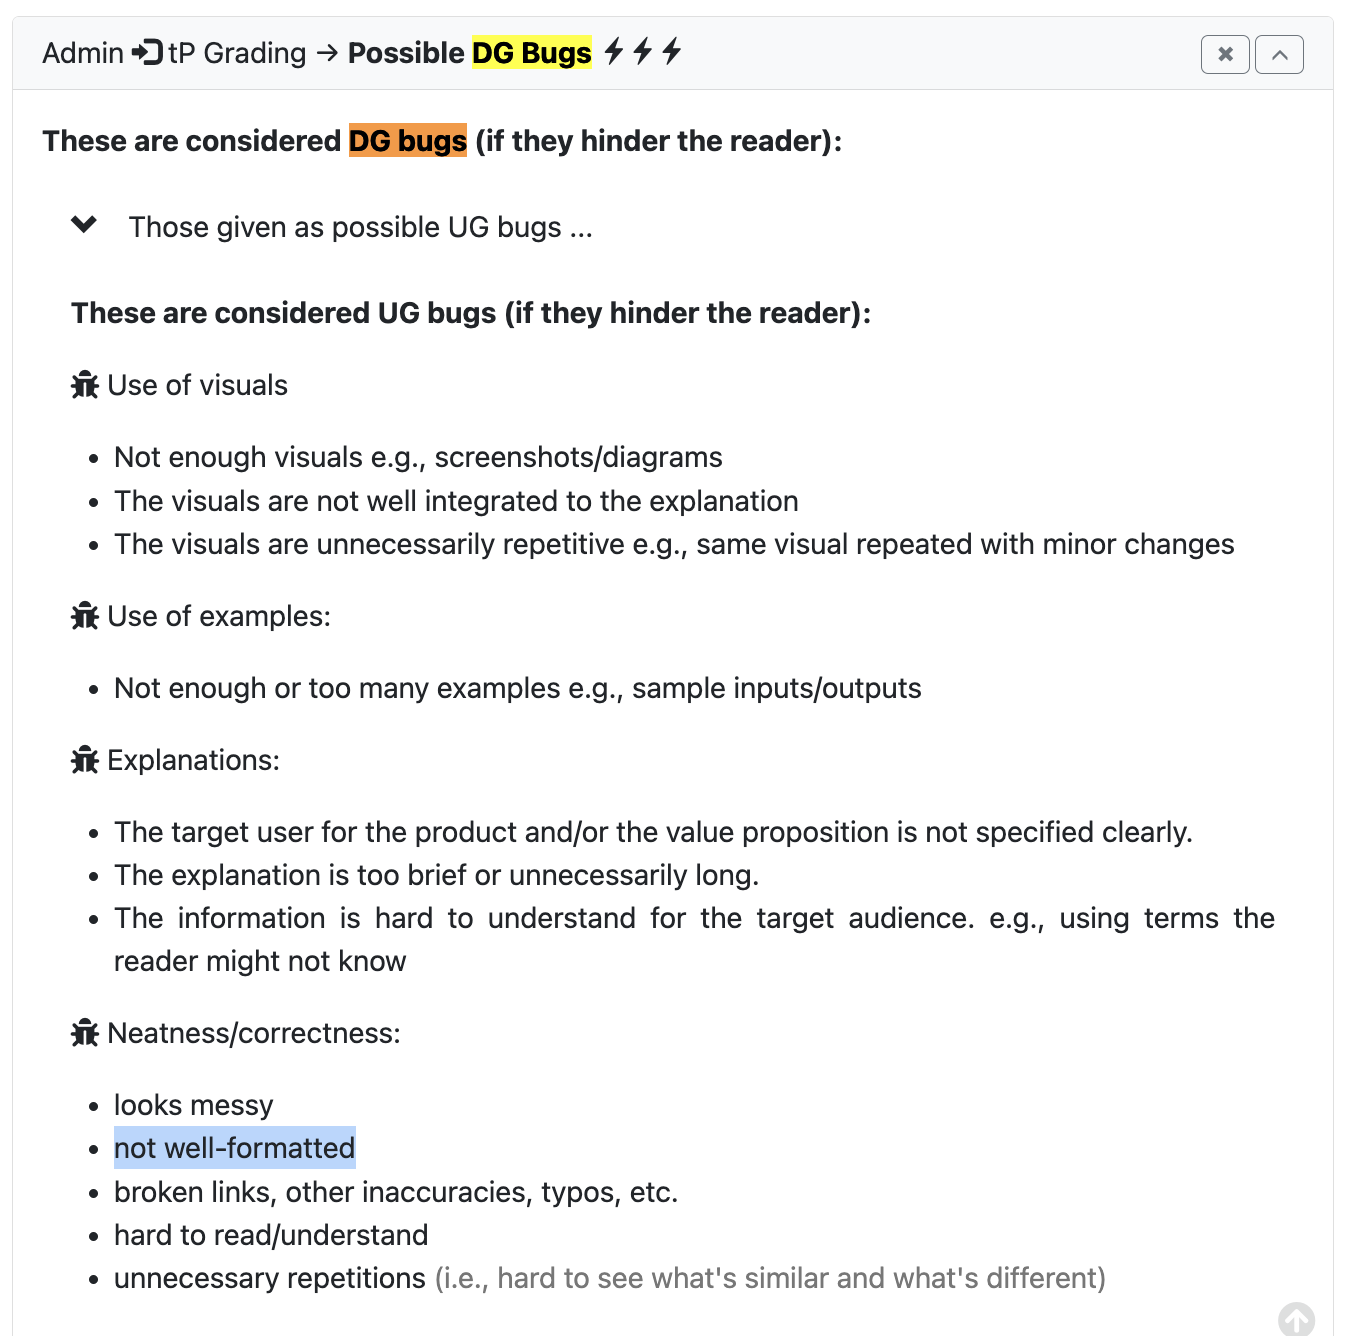 Admin tP Grading → Possible DG Bugs
These are considered DG bugs (if they hinder the reader):
Those given as possible UG bugs ...
These are considered UG bugs (if they hinder the reader):
Use of visuals
• Not enough visuals e.g., screenshots/diagrams
• The visuals are not well integrated to the explanation
• The visuals are unnecessarily repetitive e.g., same visual repeated with minor changes
Use of examples:
• Not enough or too many examples e.g., sample inputs/outputs
Explanations:
• The target user for the product and/or the value proposition is not specified clearly.
• The explanation is too brief or unnecessarily long.
• The information is hard to understand for the target audience. e.g., using terms the
reader might not know
Neatness/correctness:
• looks messy
• not well-formatted
• broken links, other inaccuracies, typos, etc.
• hard to read/understand
• unnecessary repetitions (i.e., hard to see what's similar and what's different)